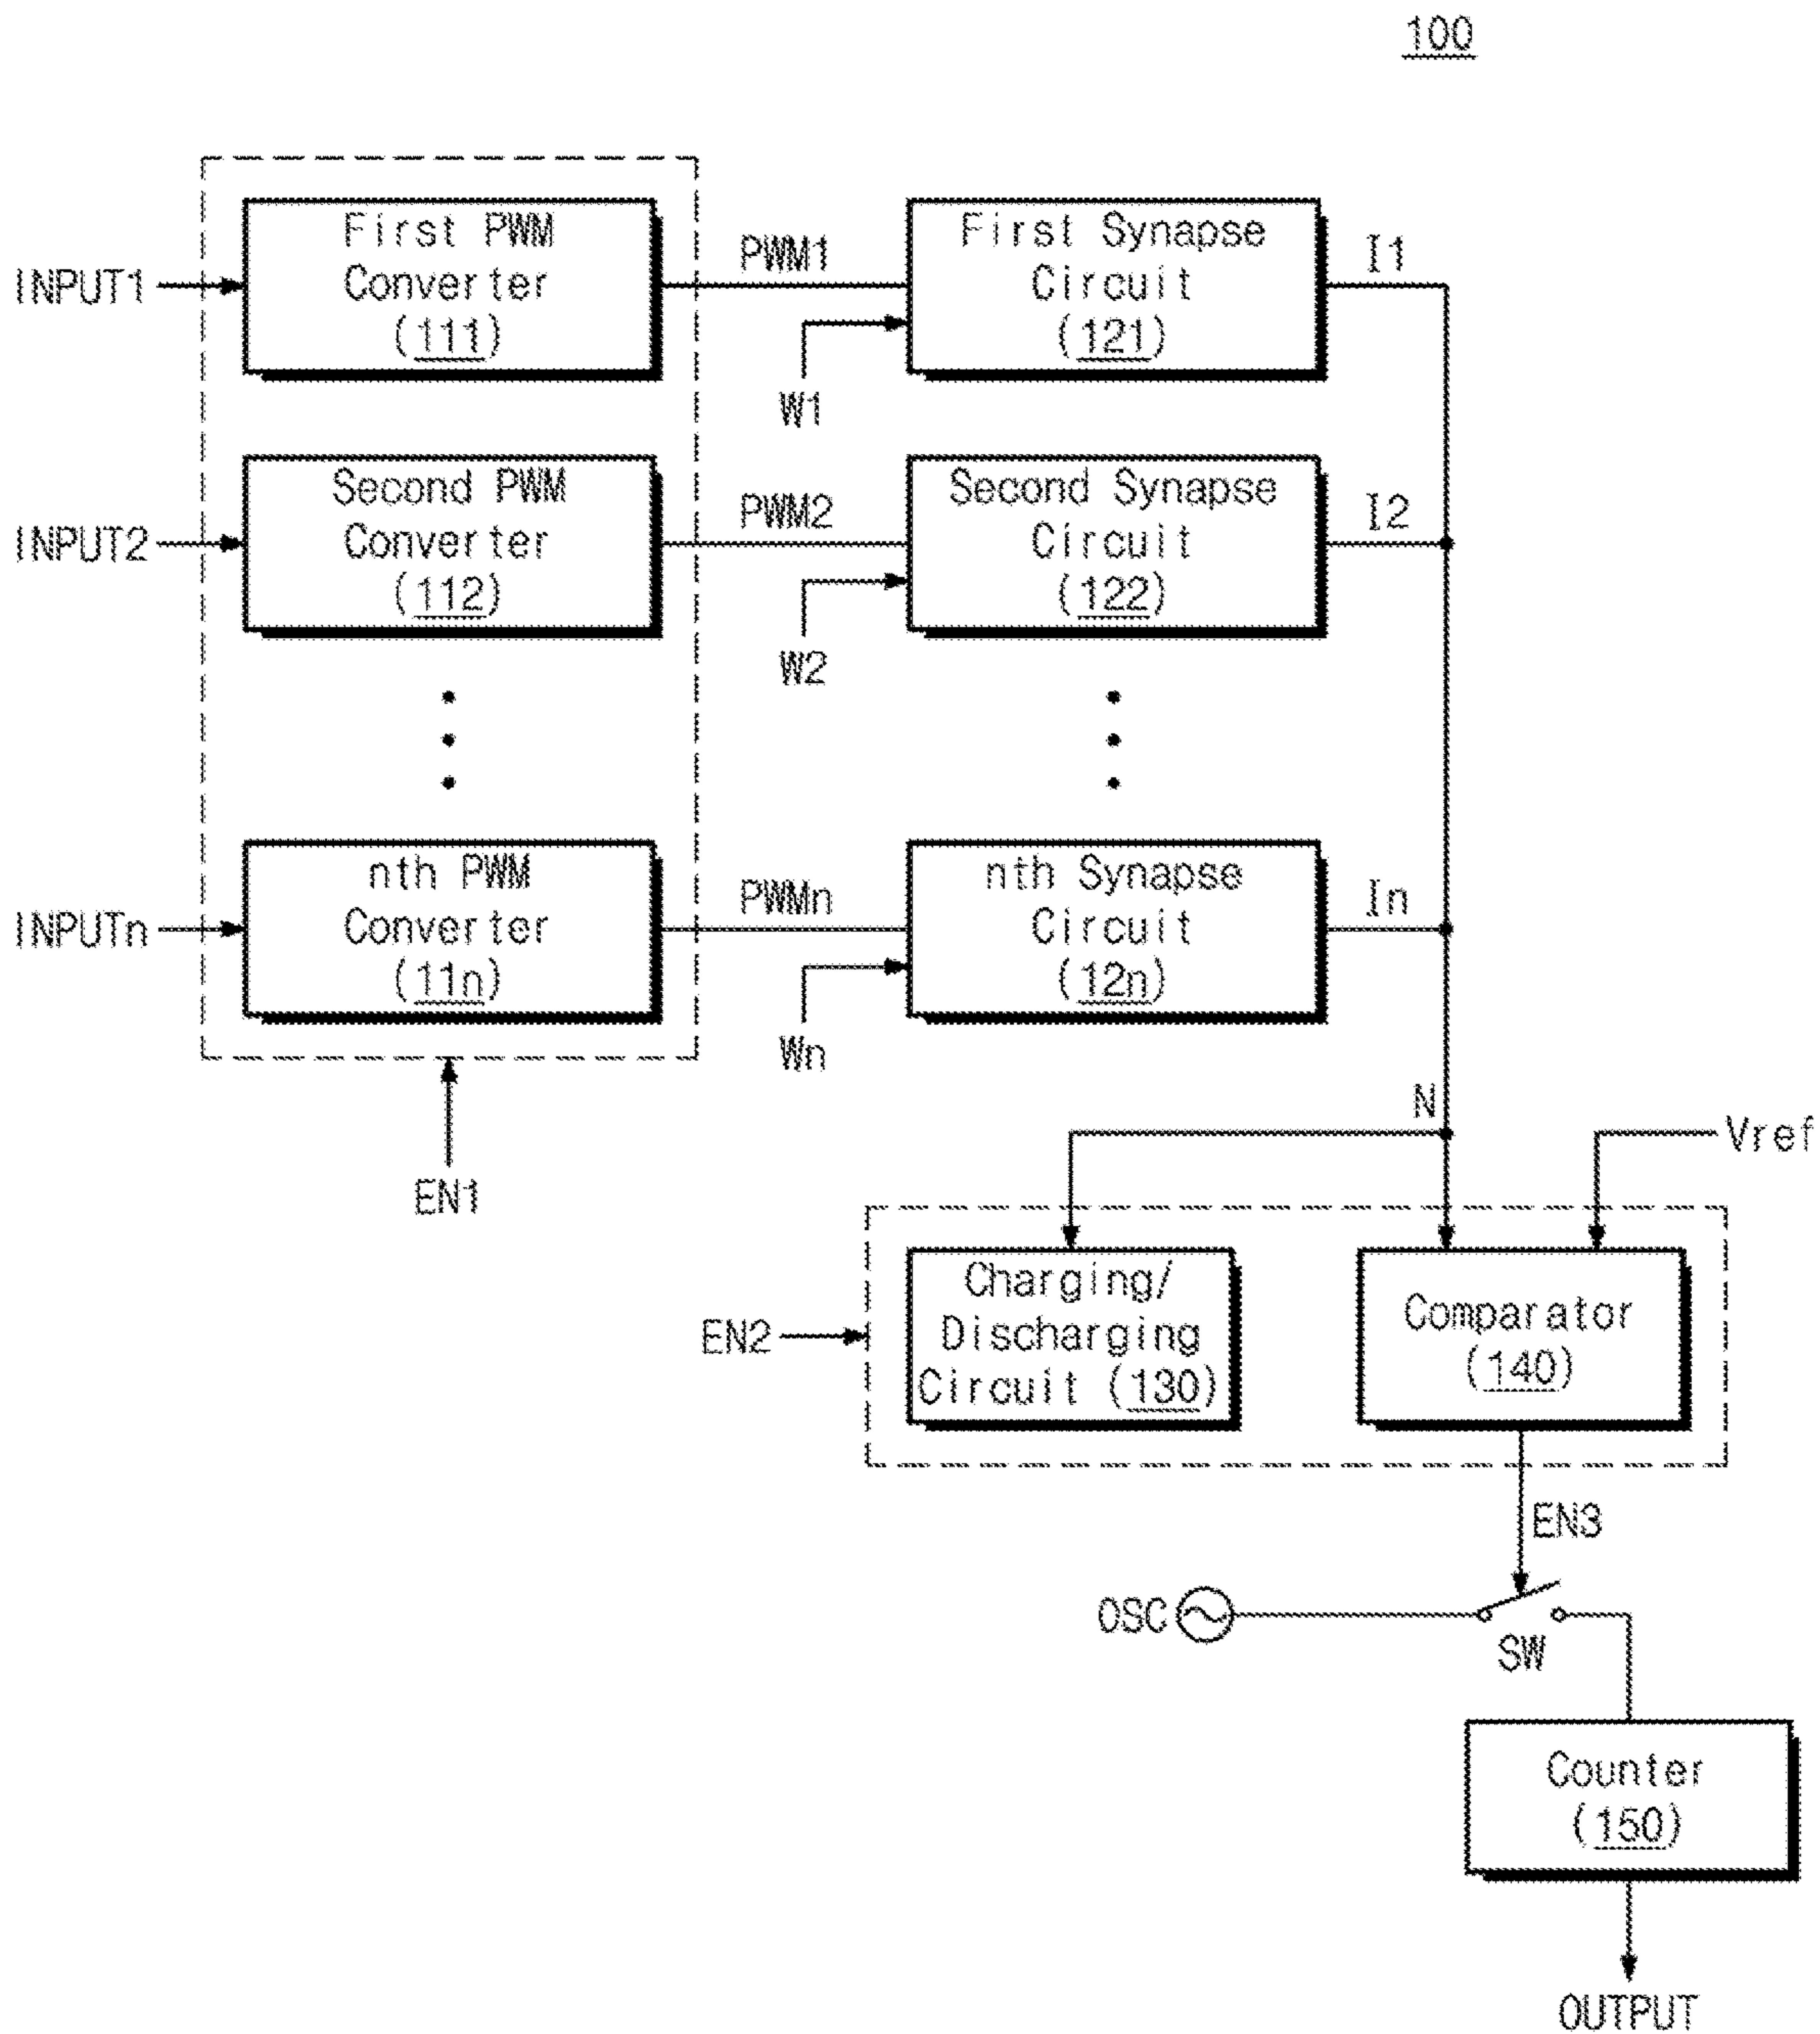 100
First PWM
Converter
(111)
INPUT1
PWM1
First Synapse
Circuit
(121)
I1
W1
Second PWM
Converter
(112)
INPUT2
PWM2
Second Synapse
Circuit
(122)
I2
W2
nth PWM
Converter
(11n)
INPUTn
PWMn
nth Synapse
Circuit
(12n)
In
Wn
EN1
N
Vref
EN2
Charging/
Discharging
Circuit (130)
Comparator
(140)
EN3
OSC
SW
Counter
(150)
OUTPUT